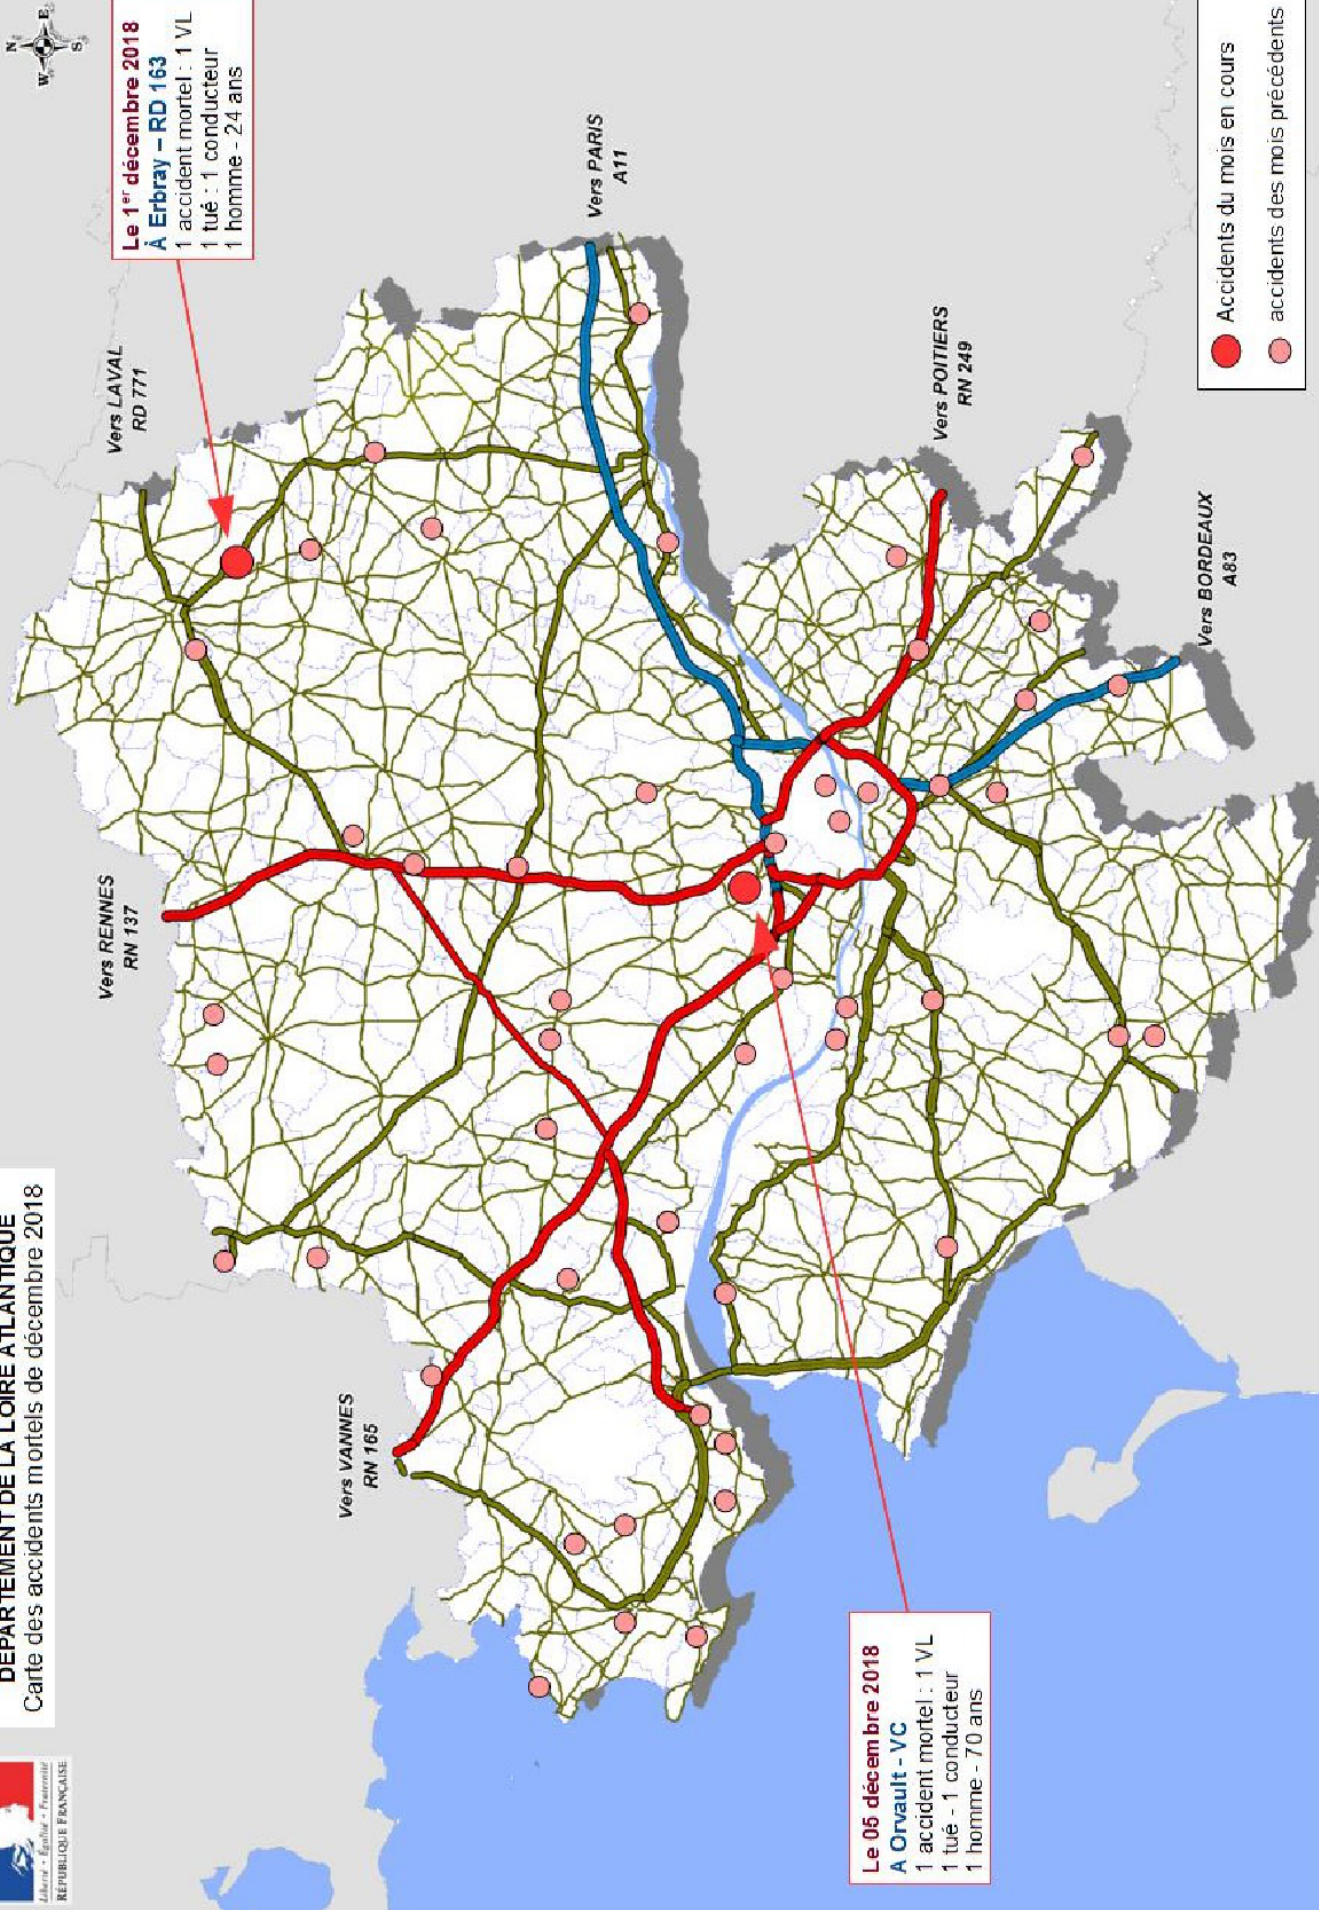 Liberté • Égalité • Fraternité
RÉPUBLIQUE FRANÇAISE
DEPARTEMENT DE LA LOIRE ATLANTIQUE
Carte des accidents mortels de décembre 2018
N
W
E
S
Vers RENNES
RN 137
Vers LAVAL
RD 771
Le 1er décembre 2018
À Erbray – RD 163
1 accident mortel : 1 VL
1 tué : 1 conducteur
1 homme - 24 ans
Vers VANNES
RN 165
Vers PARIS
A11
Vers POITIERS
RN 249
Vers BORDEAUX
A83
Le 05 décembre 2018
A Orvault - VC
1 accident mortel : 1 VL
1 tué - 1 conducteur
1 homme - 70 ans
Accidents du mois en cours
accidents des mois précédents